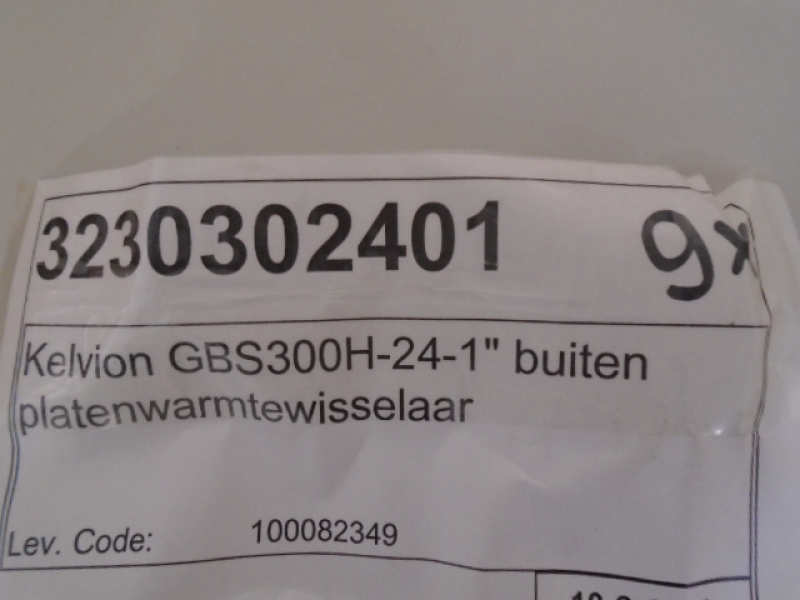 3230302401 9x
Kelvion GBS300H-24-1" buiten
platenwarmtewisselaar
Lev. Code: 100082349